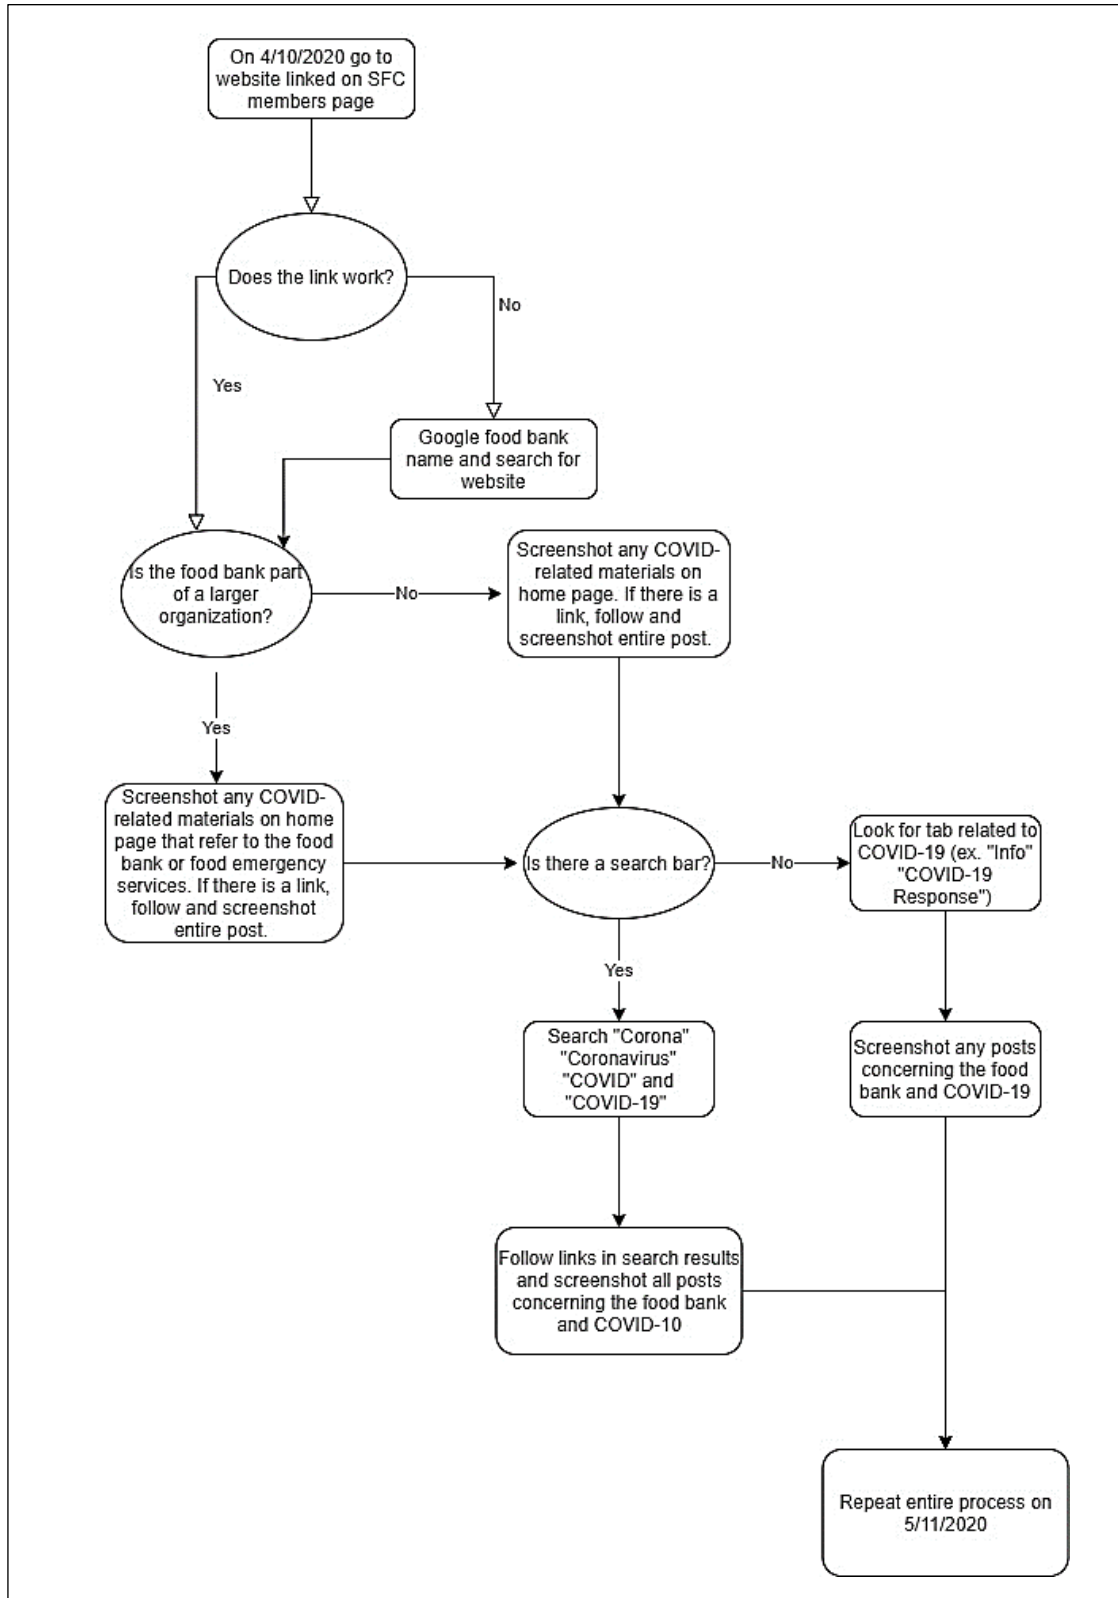 On 4/10/2020 go to
website linked on SFC
members page
Does the link work?
No
Yes
Google food bank
name and search for
website
Is the food bank part
of a larger
organization?
No
Screenshot any COVID-
related materials on
home page. If there is a
link, follow and
screenshot entire post.
Yes
Screenshot any COVID-
related materials on home
page that refer to the food
bank or food emergency
services. If there is a link,
follow and screenshot
entire post.
Is there a search bar?
No
Look for tab related to
COVID-19 (ex. "Info"
"COVID-19
Response")
Yes
Search "Corona"
"Coronavirus"
"COVID" and
"COVID-19"
Screenshot any posts
concerning the food
bank and COVID-19
Follow links in search results
and screenshot all posts
concerning the food bank
and COVID-10
Repeat entire process on
5/11/2020